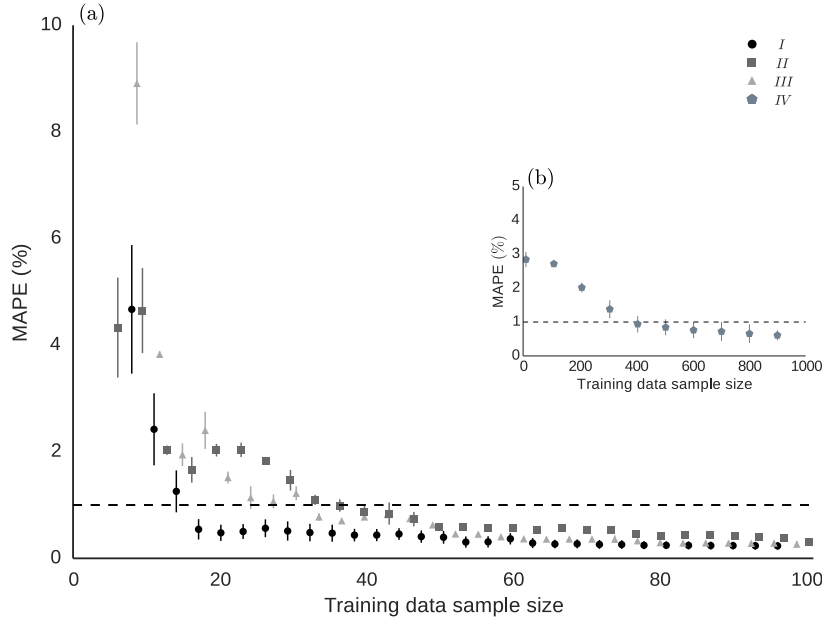 (a)
10
8
6
4
2
0
MAPE (%)
0 20 40 60 80 100
Training data sample size
I
II
III
IV
(b)
5
4
3
2
1
0
MAPE (%)
0 200 400 600 800 1000
Training data sample size